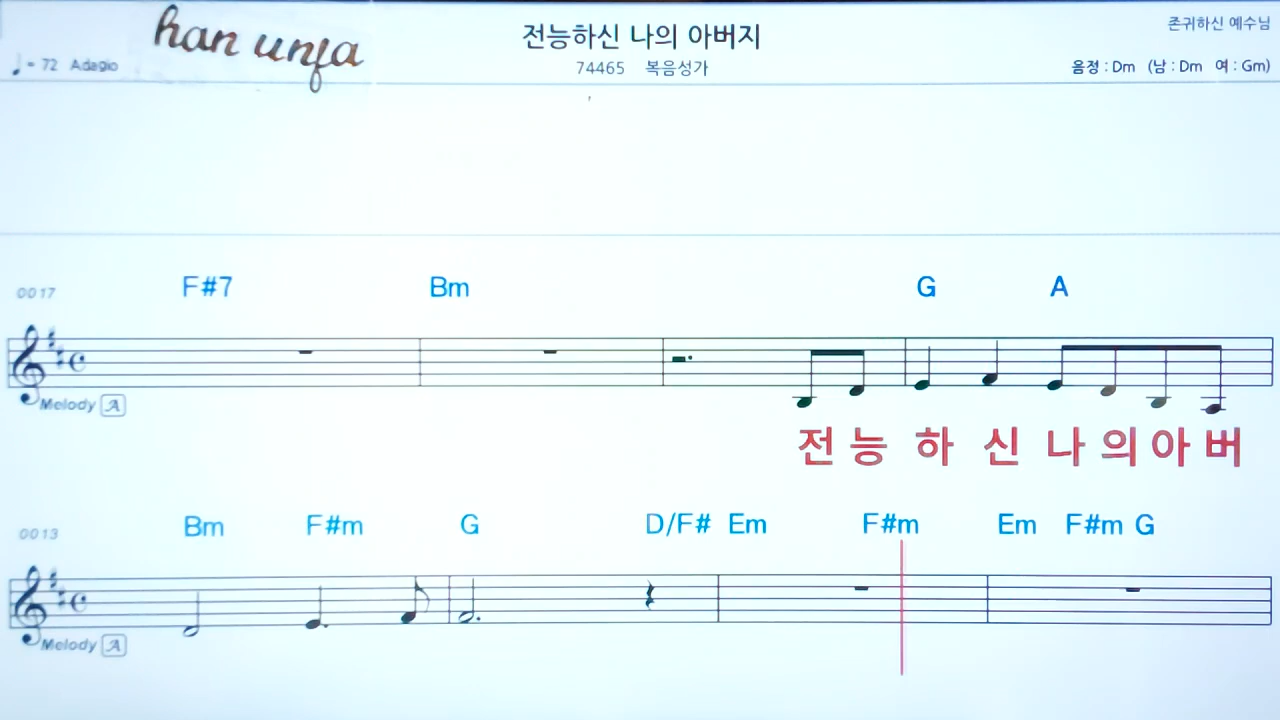 han unja
전능하신 나의 아버지
존귀하신 예수님
♩= 72 Adagio
74465 복음성가
음정 : Dm (남 : Dm 여 : Gm)
0017 F#7 Bm G A
Melody A
전 능 하 신 나 의 아 버
0013 Bm F#m G D/F# Em F#m Em F#m G
Melody A